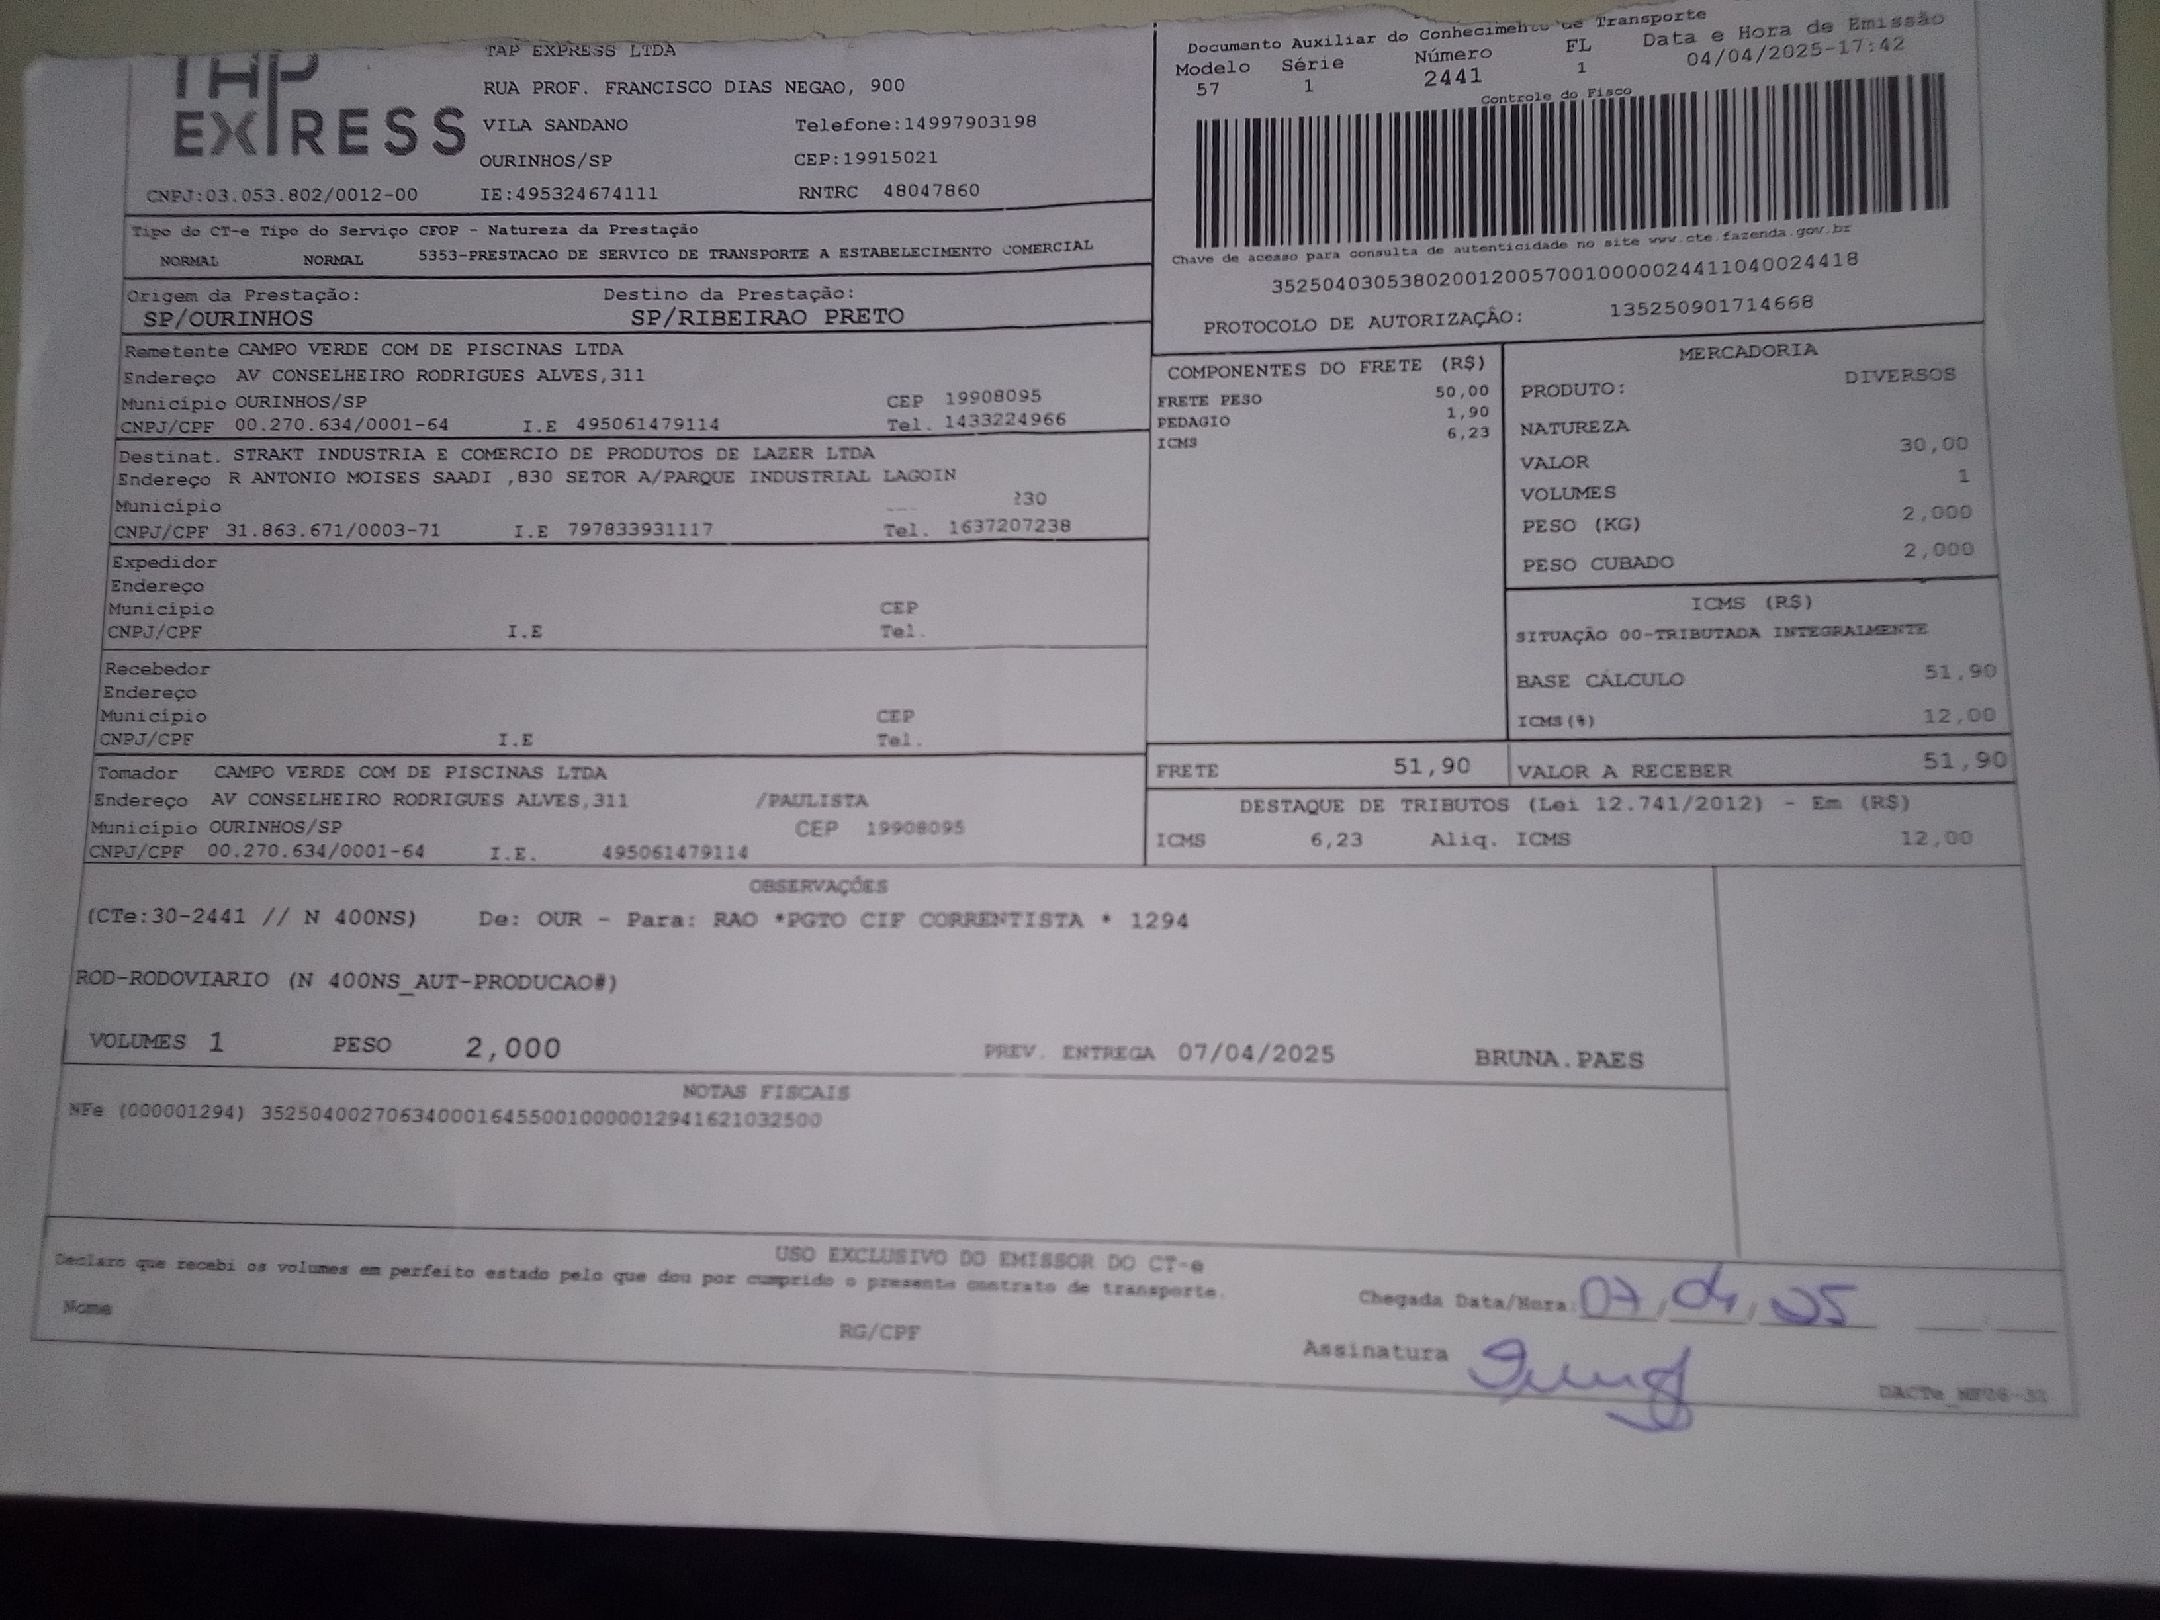 TAP EXPRESS
TAP EXPRESS LTDA
RUA PROF. FRANCISCO DIAS NEGAO, 900
VILA SANDANO Telefone:14997903198
OURINHOS/SP CEP:19915021
CNPJ:03.053.802/0012-00 IE:495324674111 RNTRC 48047860
Documento Auxiliar do Conhecimento de Transporte
Modelo Série Número FL Data e Hora de Emissão
57 1 2441 1 04/04/2025-17:42
Controle do Fisco
Chave de acesso para consulta de autenticidade no site www.cte.fazenda.gov.br
35250403053802001200570010000024411040024418
PROTOCOLO DE AUTORIZAÇÃO: 135250901714668
Tipo do CT-e Tipo do Serviço CFOP - Natureza da Prestação
NORMAL NORMAL 5353-PRESTACAO DE SERVICO DE TRANSPORTE A ESTABELECIMENTO COMERCIAL
Origem da Prestação: Destino da Prestação:
SP/OURINHOS SP/RIBEIRAO PRETO
Remetente CAMPO VERDE COM DE PISCINAS LTDA
Endereço AV CONSELHEIRO RODRIGUES ALVES,311
Município OURINHOS/SP CEP 19908095
CNPJ/CPF 00.270.634/0001-64 I.E 495061479114 Tel. 1433224966
Destinat. STRAKT INDUSTRIA E COMERCIO DE PRODUTOS DE LAZER LTDA
Endereço R ANTONIO MOISES SAADI ,830 SETOR A/PARQUE INDUSTRIAL LAGOIN
Município 230
CNPJ/CPF 31.863.671/0003-71 I.E 797833931117 Tel. 1637207238
Expedidor
Endereço
Município CEP
CNPJ/CPF I.E Tel.
Recebedor
Endereço
Município CEP
CNPJ/CPF I.E Tel.
Tomador CAMPO VERDE COM DE PISCINAS LTDA
Endereço AV CONSELHEIRO RODRIGUES ALVES,311 /PAULISTA
Município OURINHOS/SP CEP 19908095
CNPJ/CPF 00.270.634/0001-64 I.E. 495061479114
COMPONENTES DO FRETE (R$)
FRETE PESO 50,00
PEDAGIO 1,90
ICMS 6,23
MERCADORIA
PRODUTO: DIVERSOS
NATUREZA
VALOR 30,00
VOLUMES 1
PESO (KG) 2,000
PESO CUBADO 2,000
ICMS (R$)
SITUAÇÃO 00-TRIBUTADA INTEGRALMENTE
BASE CÁLCULO 51,90
ICMS(%) 12,00
FRETE 51,90 VALOR A RECEBER 51,90
DESTAQUE DE TRIBUTOS (Lei 12.741/2012) - Em (R$)
ICMS 6,23 Aliq. ICMS 12,00
OBSERVAÇÕES
(CTe:30-2441 // N 400NS) De: OUR - Para: RAO *PGTO CIF CORRENTISTA * 1294
ROD-RODOVIARIO (N 400NS_AUT-PRODUCAO#)
VOLUMES 1 PESO 2,000 PREV. ENTREGA 07/04/2025 BRUNA.PAES
NOTAS FISCAIS
NFe (000001294) 35250400270634000164550010000012941621032500
USO EXCLUSIVO DO EMISSOR DO CT-e
Declaro que recebi os volumes em perfeito estado pelo que dou por cumprido o presente contrato de transporte.
Nome RG/CPF
Chegada Data/Hora: 07/04/25
Assinatura